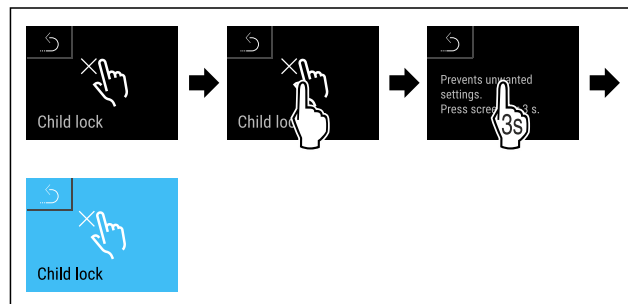 Child lock
Child lock
Prevents unwanted
settings.
Press screen 3 s.
3s
Child lock